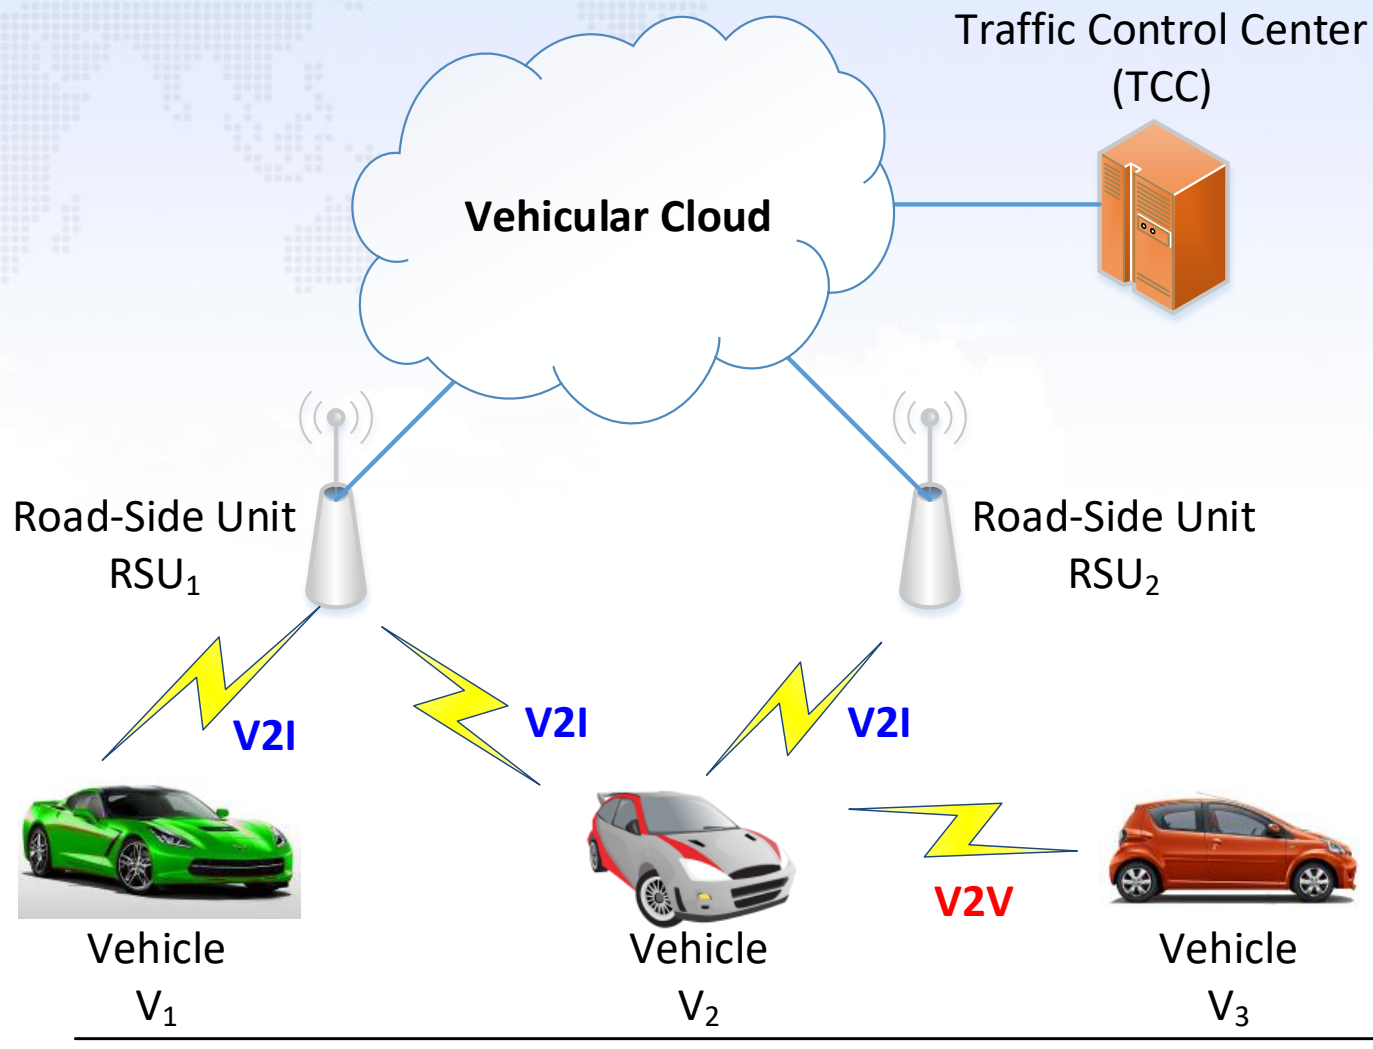 Traffic Control Center
(TCC)
Vehicular Cloud
Road-Side Unit
RSU₁
Road-Side Unit
RSU₂
V2I
V2I
V2I
V2V
Vehicle
V₁
Vehicle
V₂
Vehicle
V₃